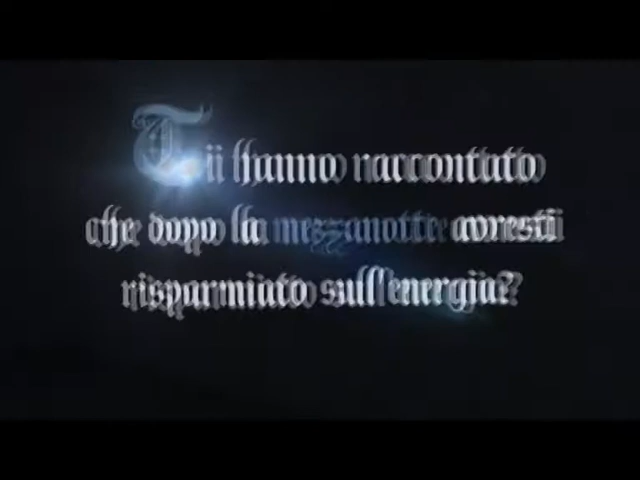 Ti hanno raccontato
che dopo la mezzanotte avresti
risparmiato sull'energia?